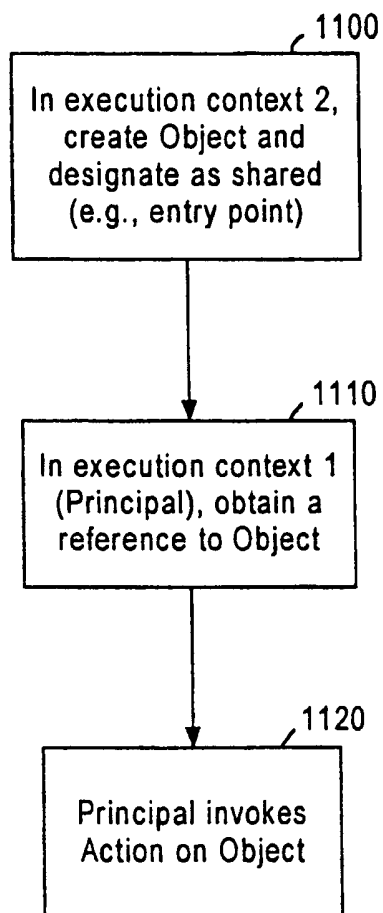 1100
In execution context 2,
create Object and
designate as shared
(e.g., entry point)
1110
In execution context 1
(Principal), obtain a
reference to Object
1120
Principal invokes
Action on Object